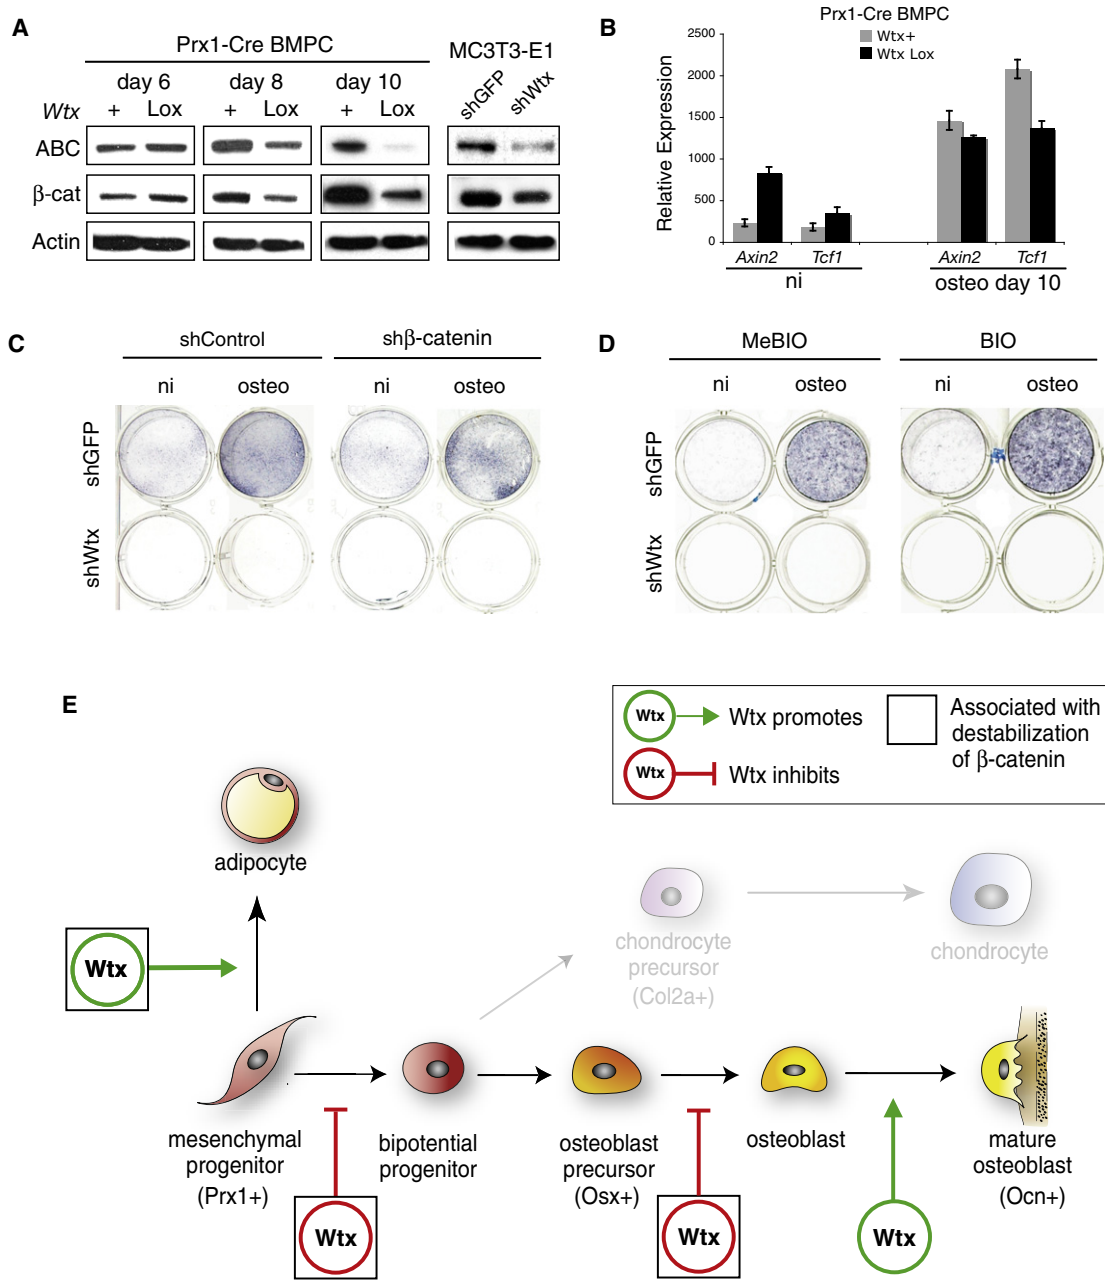 A
Prx1-Cre BMPC
MC3T3-E1
day 6
day 8
day 10
shGFP
shWtx
Wtx
+
Lox
+
Lox
+
Lox
ABC
β-cat
Actin
B
Prx1-Cre BMPC
Wtx+
Wtx Lox
Relative Expression
2500
2000
1500
1000
500
0
Axin2
Tcf1
Axin2
Tcf1
ni
osteo day 10
C
shControl
shβ-catenin
ni
osteo
ni
osteo
shGFP
shWtx
D
MeBIO
BIO
ni
osteo
ni
osteo
shGFP
shWtx
E
Wtx
Wtx promotes
Wtx
Wtx inhibits
Associated with
destabilization
of β-catenin
adipocyte
Wtx
chondrocyte
precursor
(Col2a+)
chondrocyte
mesenchymal
progenitor
(Prx1+)
bipotential
progenitor
osteoblast
precursor
(Osx+)
osteoblast
mature
osteoblast
(Ocn+)
Wtx
Wtx
Wtx